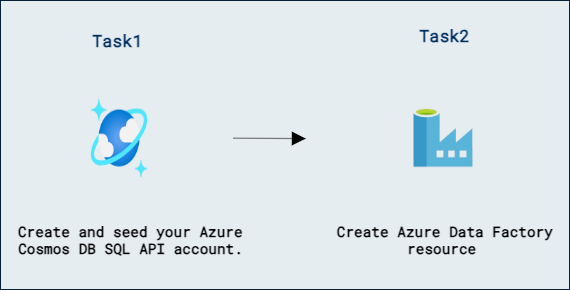 Task1
Task2
Create and seed your Azure
Cosmos DB SQL API account.
Create Azure Data Factory
resource